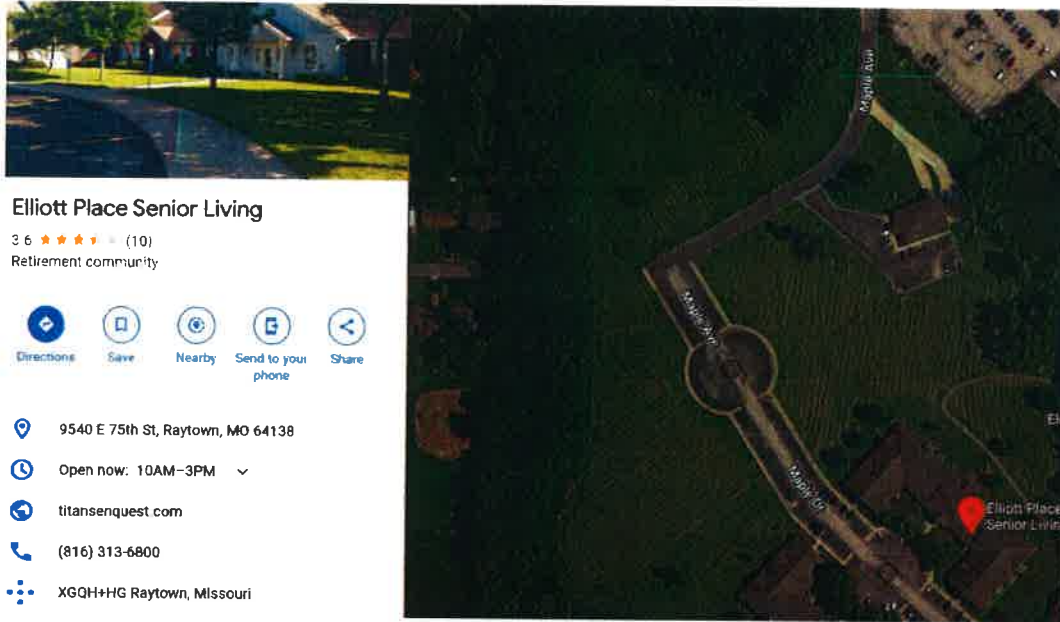 Elliott Place Senior Living
3.6 (10)
Retirement community
Directions
Save
Nearby
Send to your
phone
Share
9540 E 75th St, Raytown, MO 64138
Open now: 10AM–3PM
titansenquest.com
(816) 313-6800
XGQH+HG Raytown, Missouri
Maple Ave
Maple Ave
Maple Dr
Elliott Place
Senior Livin